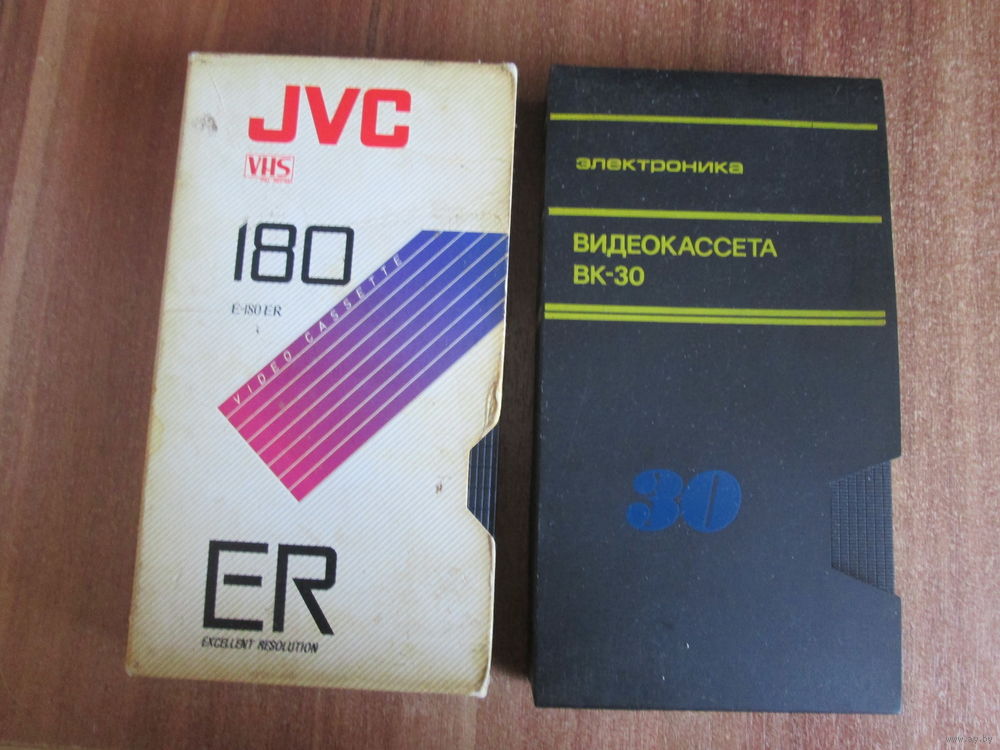 JVC
VHS
180
E-180 ER
VIDEO CASSETTE
ER
EXCELLENT RESOLUTION
электроника
ВИДЕОКАССЕТА
ВК-30
30